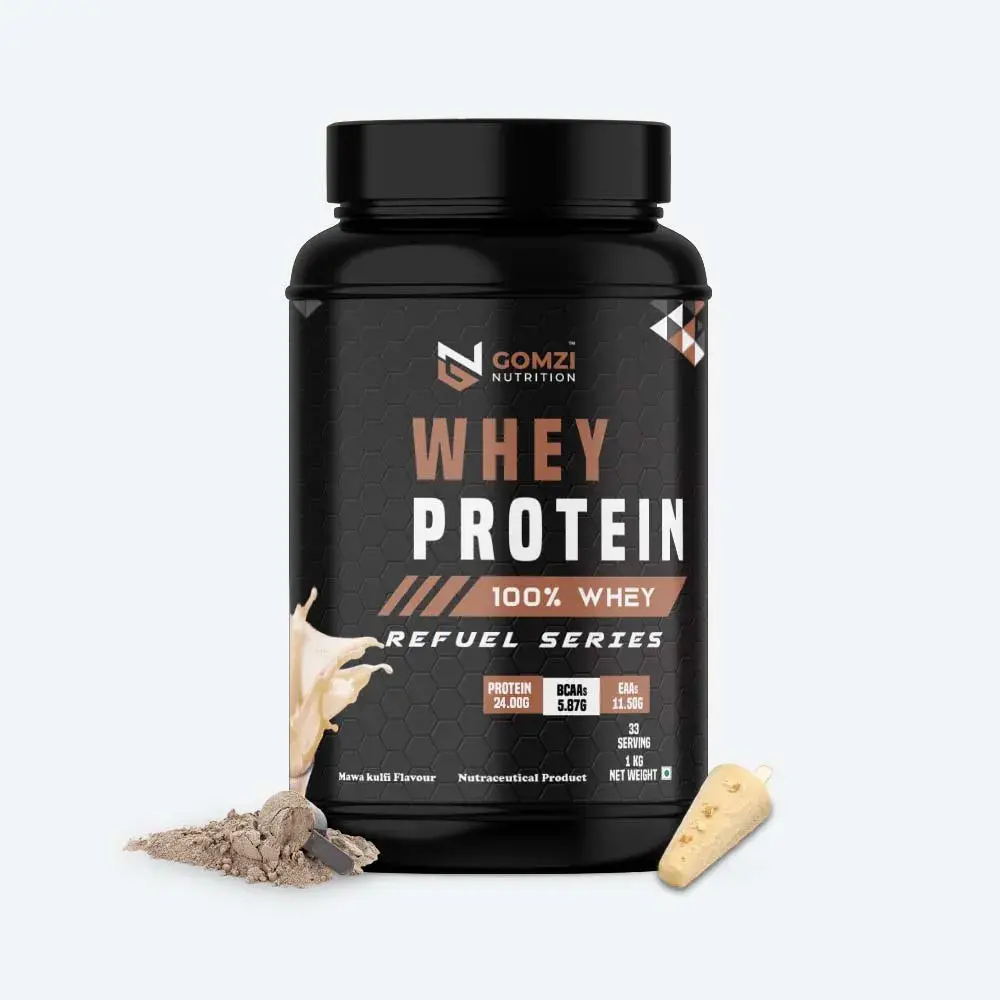 GOMZI™
NUTRITION
WHEY
PROTEIN
100% WHEY
REFUEL SERIES
PROTEIN
24.00G
BCAAs
5.87G
EAAs
11.50G
33
SERVING
1 KG
NET WEIGHT
Mawa kulfi Flavour
Nutraceutical Product